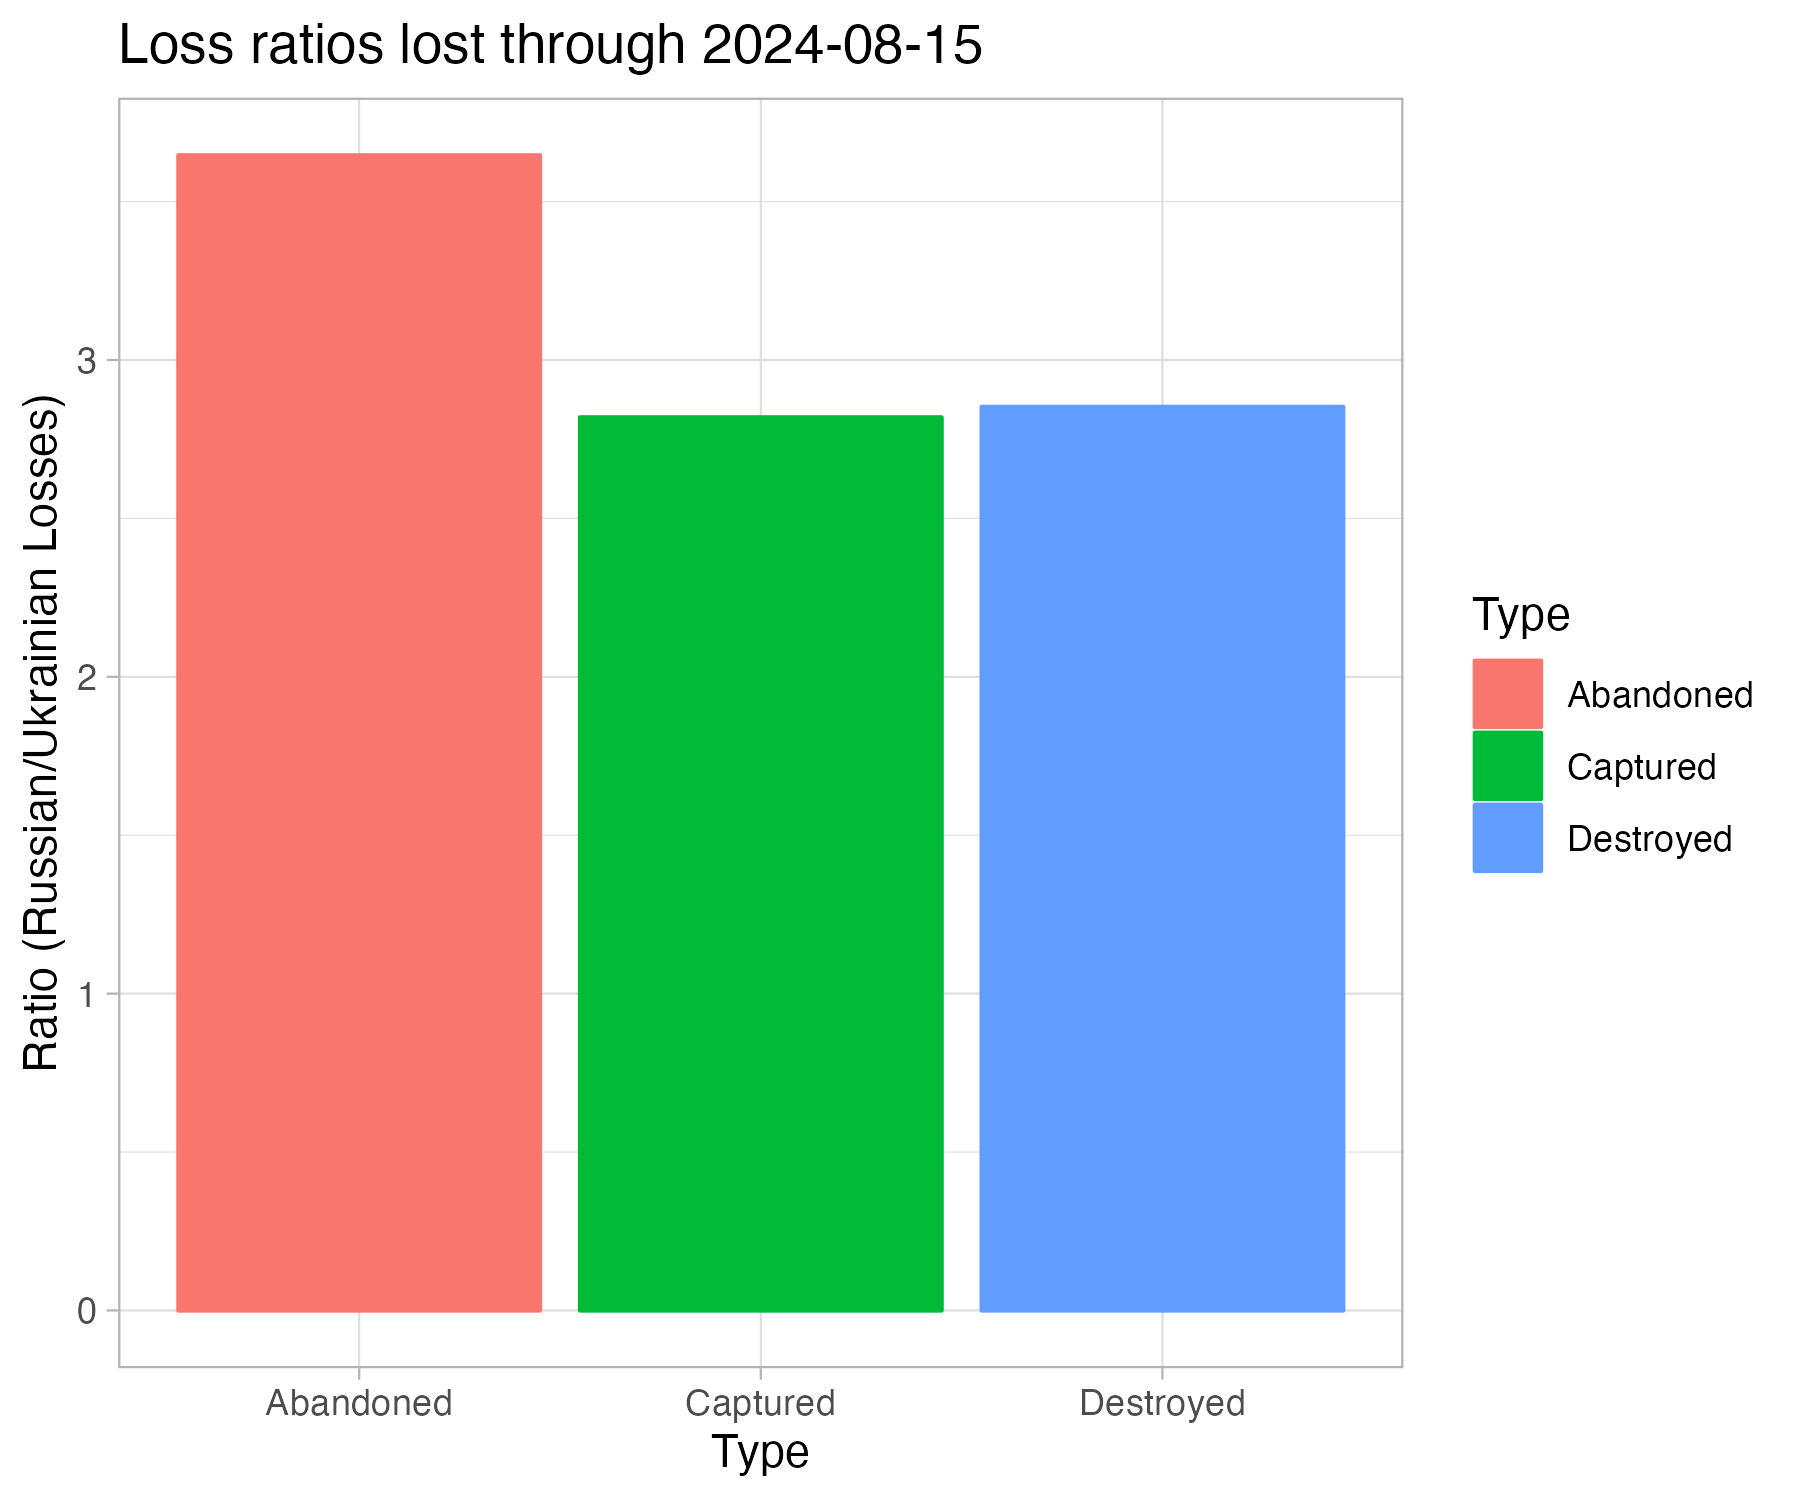 Loss ratios lost through 2024-08-15
Ratio (Russian/Ukrainian Losses)
3
2
1
0
Abandoned
Captured
Destroyed
Type
Type
Abandoned
Captured
Destroyed